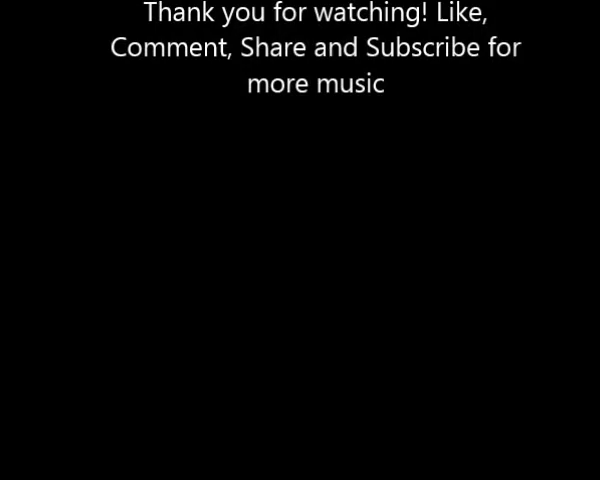 Thank you for watching! Like,
Comment, Share and Subscribe for
more music